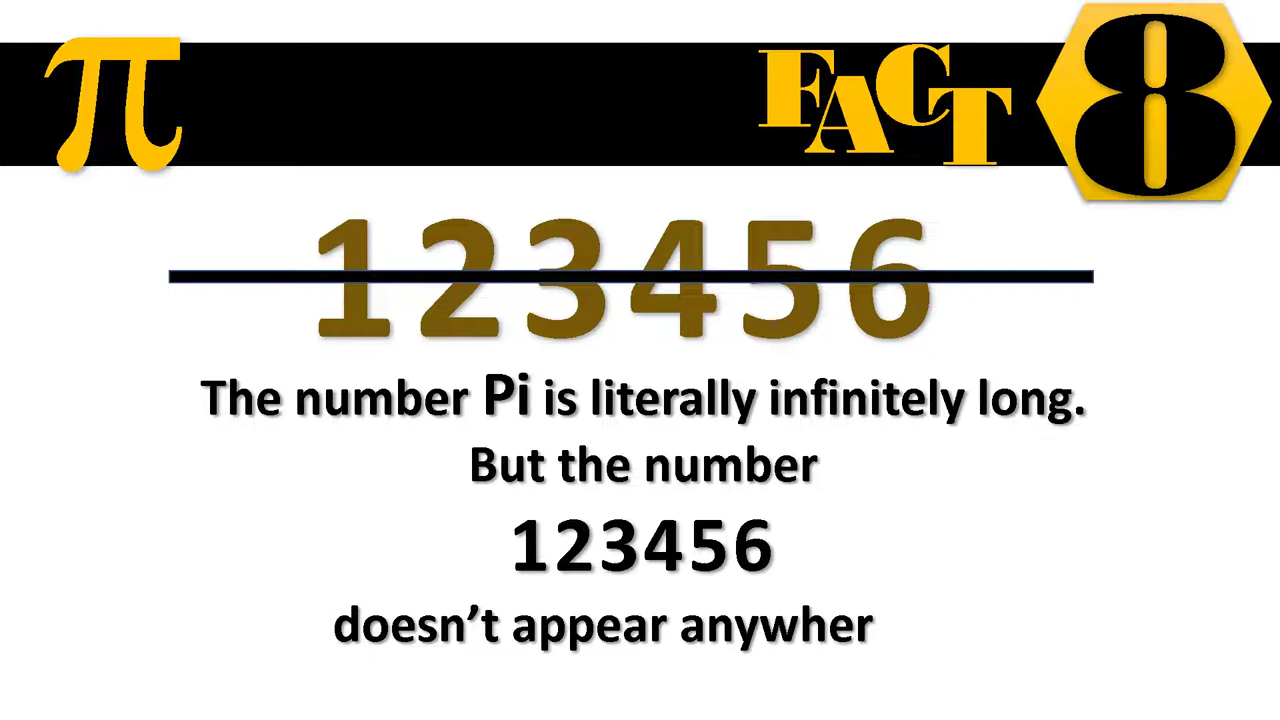 π
FACT 8
123456
The number Pi is literally infinitely long.
But the number
123456
doesn’t appear anywher